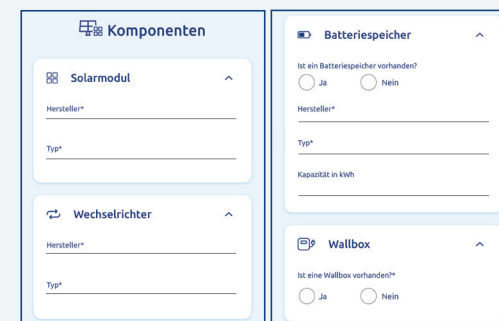 Komponenten
Solarmodul
Hersteller*
Typ*
Wechselrichter
Hersteller*
Typ*
Batteriespeicher
Ist ein Batteriespeicher vorhanden?
Ja Nein
Hersteller*
Typ*
Kapazität in kWh
Wallbox
Ist eine Wallbox vorhanden?*
Ja Nein